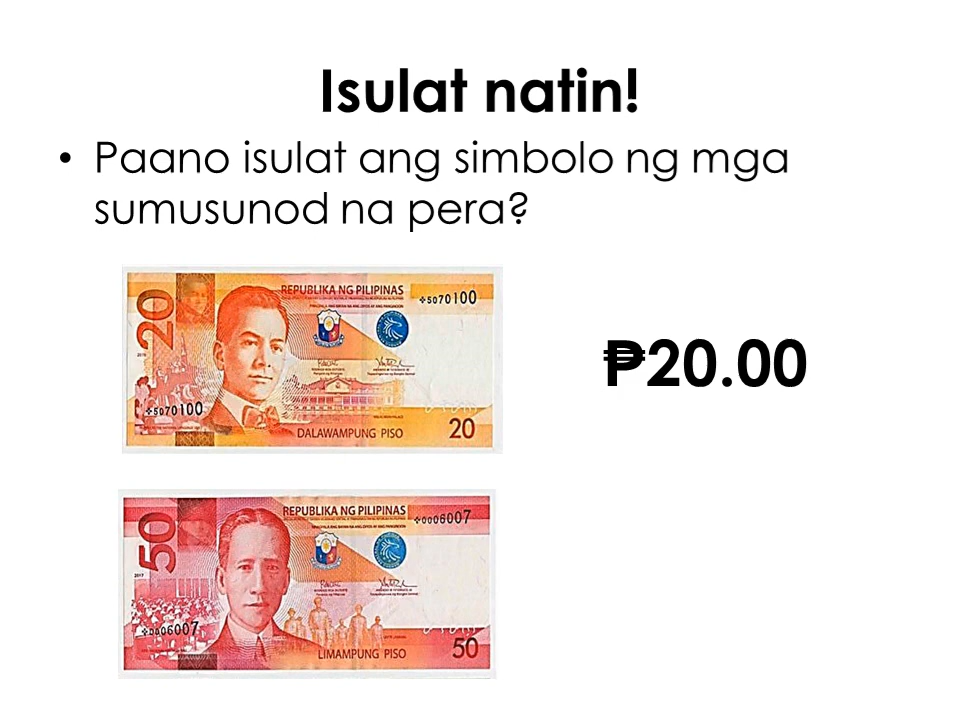 Isulat natin!
• Paano isulat ang simbolo ng mga
sumusunod na pera?
REPUBLIKA NG PILIPINAS
20
5070100
5070100
DALAWAMPUNG PISO
20
₱20.00
REPUBLIKA NG PILIPINAS
50
0006007
2017
0006007
LIMAMPUNG PISO
50